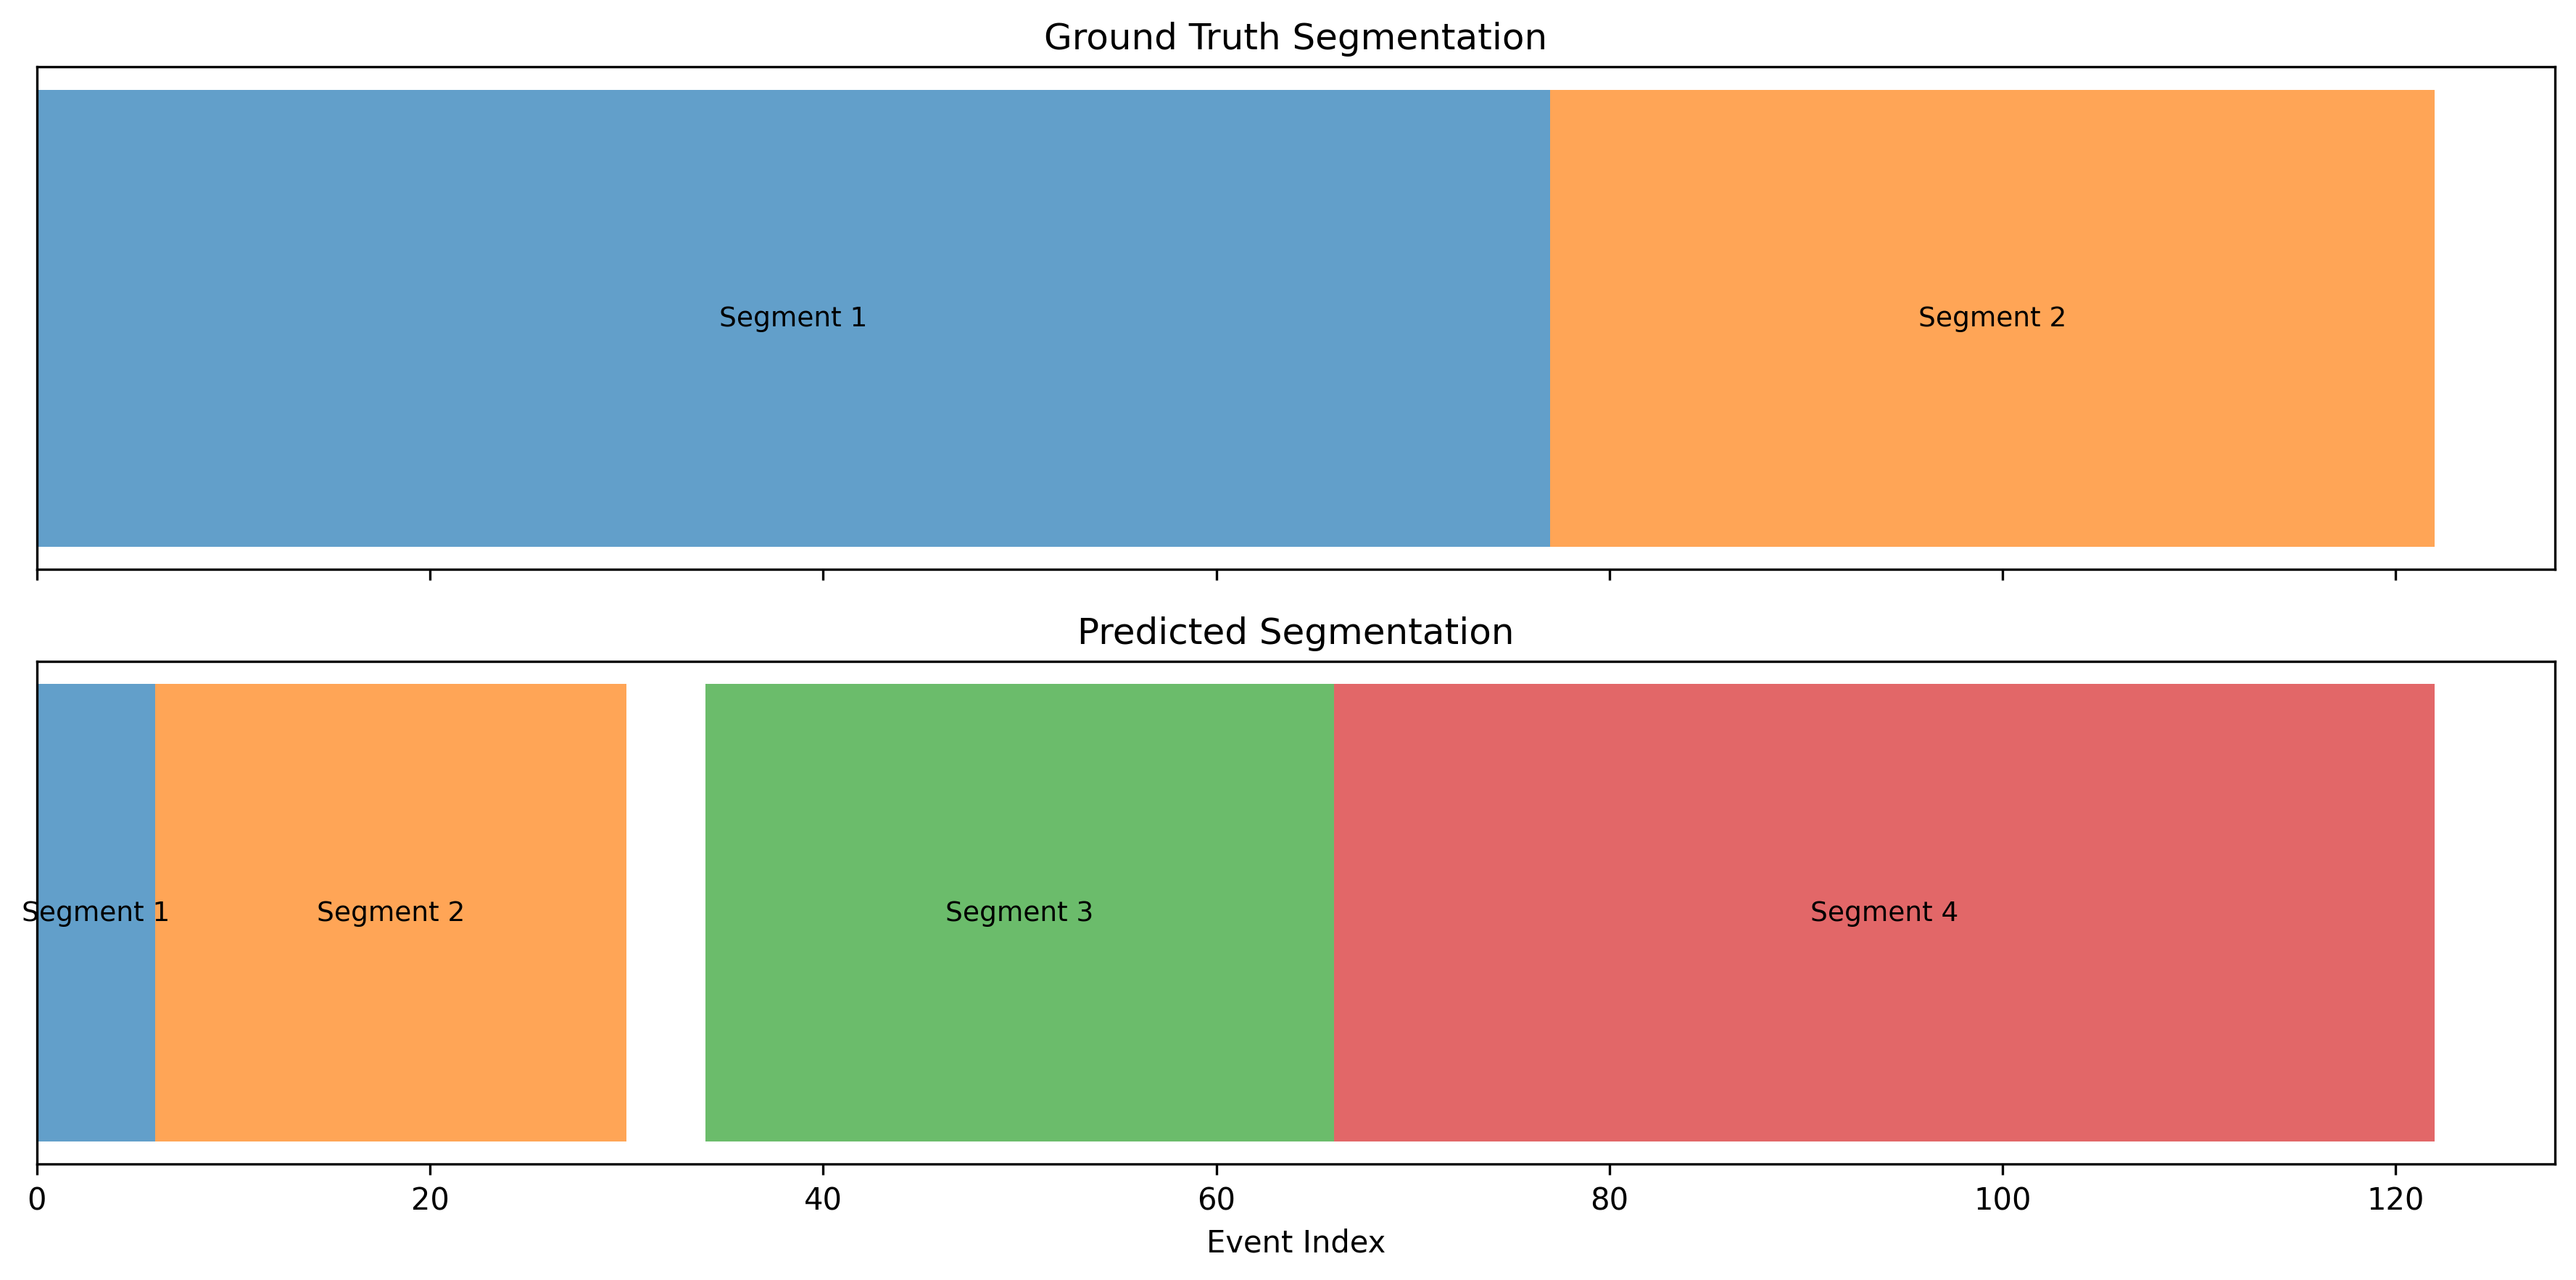 Ground Truth Segmentation
Segment 1 Segment 2
Predicted Segmentation
Segment 1 Segment 2 Segment 3 Segment 4
0 20 40 60 80 100 120
Event Index